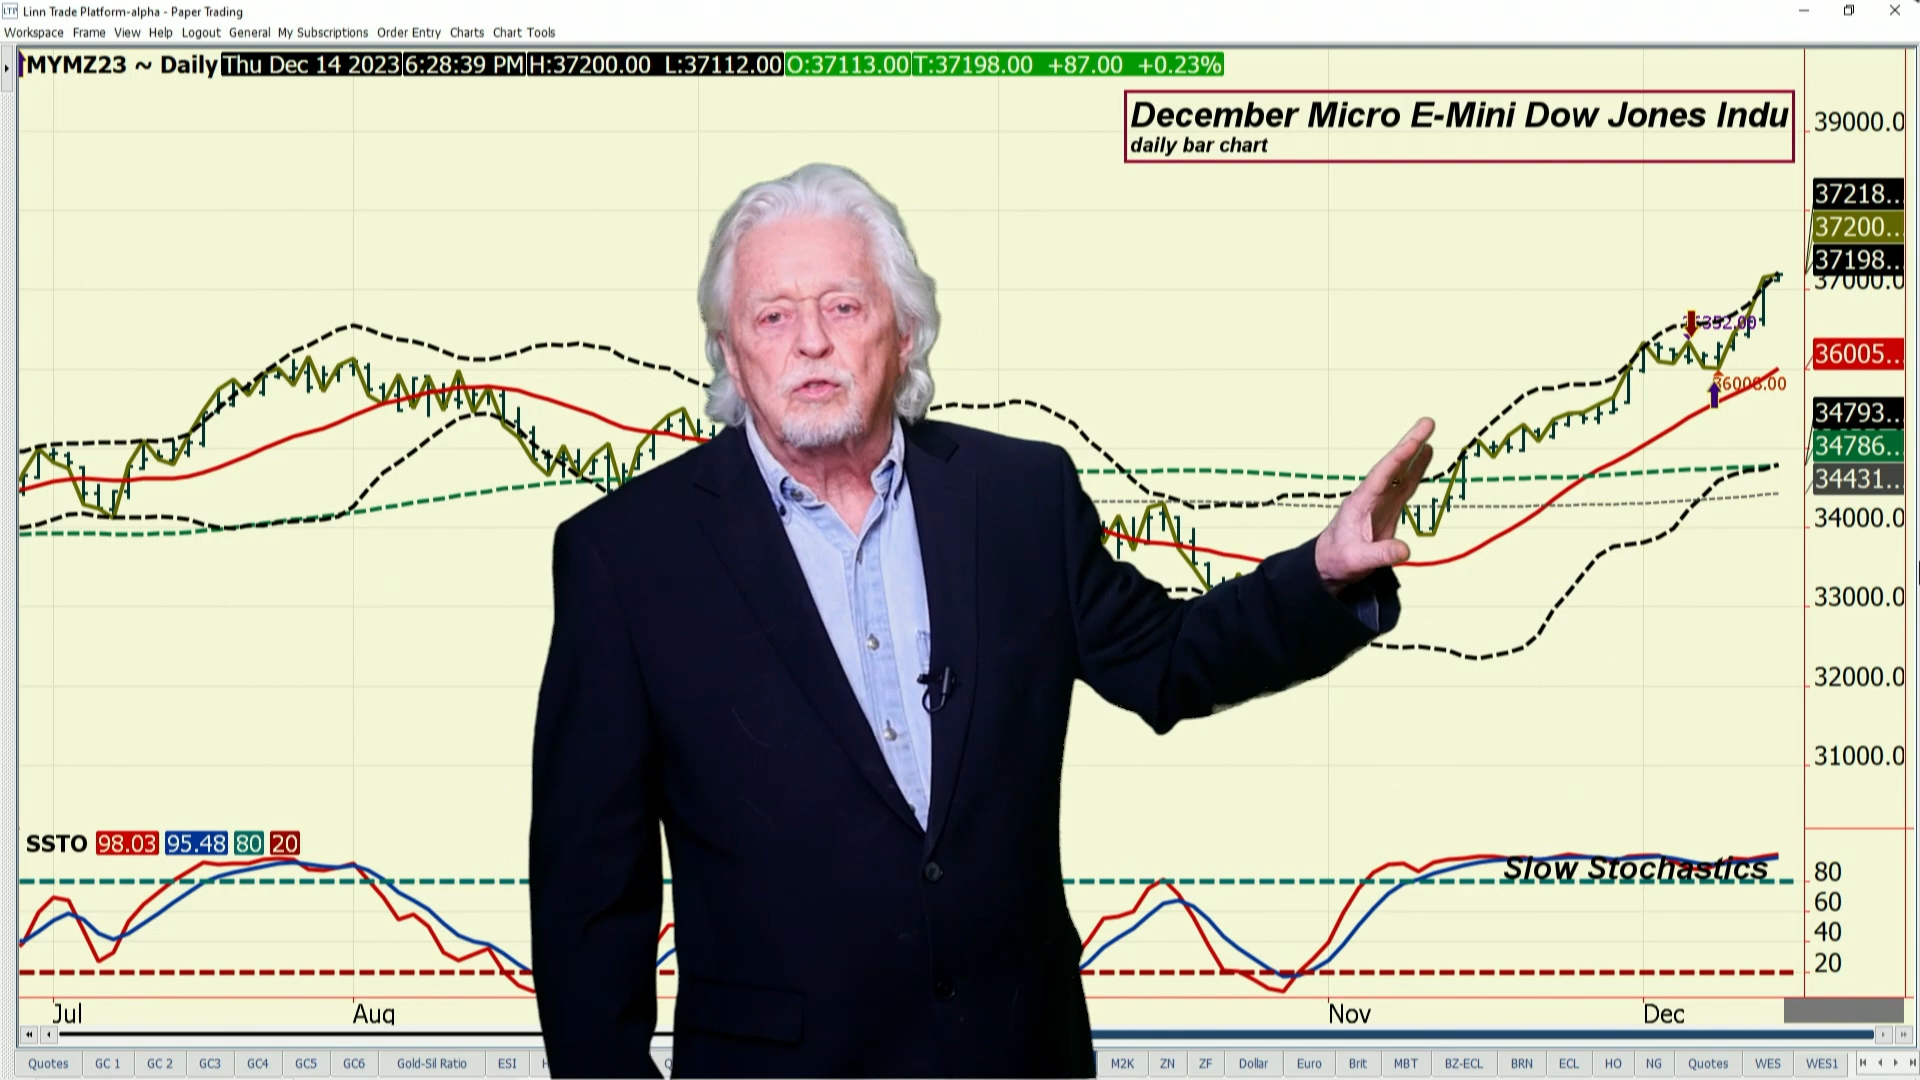 Linn Trade Platform-alpha - Paper Trading
Workspace Frame View Help Logout General My Subscriptions Order Entry Charts Chart Tools
MYMZ23 ~ Daily Thu Dec 14 2023 6:28:39 PM H:37200.00 L:37112.00 O:37113.00 T:37198.00 +87.00 +0.23%
December Micro E-Mini Dow Jones Indu
daily bar chart
39000.0
37218...
37200...
37198...
37000.0
36005...
36008.00
34793...
34786...
34431...
34000.0
33000.0
32000.0
31000.0
SSTO 98.03 95.48 80 20
Slow Stochastics
80
60
40
20
Jul Aug Nov Dec
Quotes GC 1 GC 2 GC3 GC4 GC5 GC6 Gold-Sil Ratio ESI M2K ZN ZF Dollar Euro Brit MBT BZ-ECL BRN ECL HO NG Quotes WES WES1